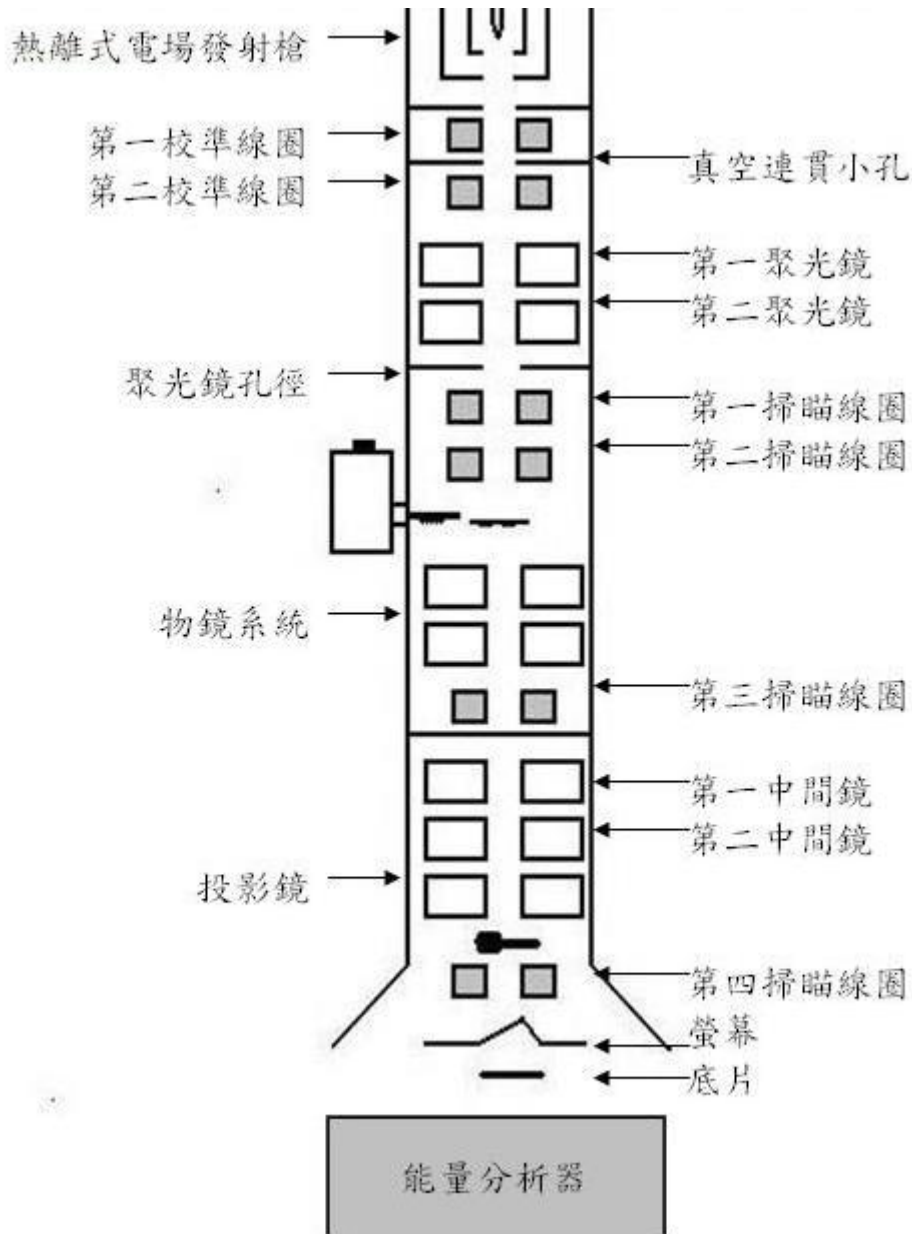 熱離式電場發射槍
第一校準線圈
真空連貫小孔
第二校準線圈
第一聚光鏡
第二聚光鏡
聚光鏡孔徑
第一掃瞄線圈
第二掃瞄線圈
物鏡系統
第三掃瞄線圈
第一中間鏡
第二中間鏡
投影鏡
第四掃瞄線圈
螢幕
底片
能量分析器